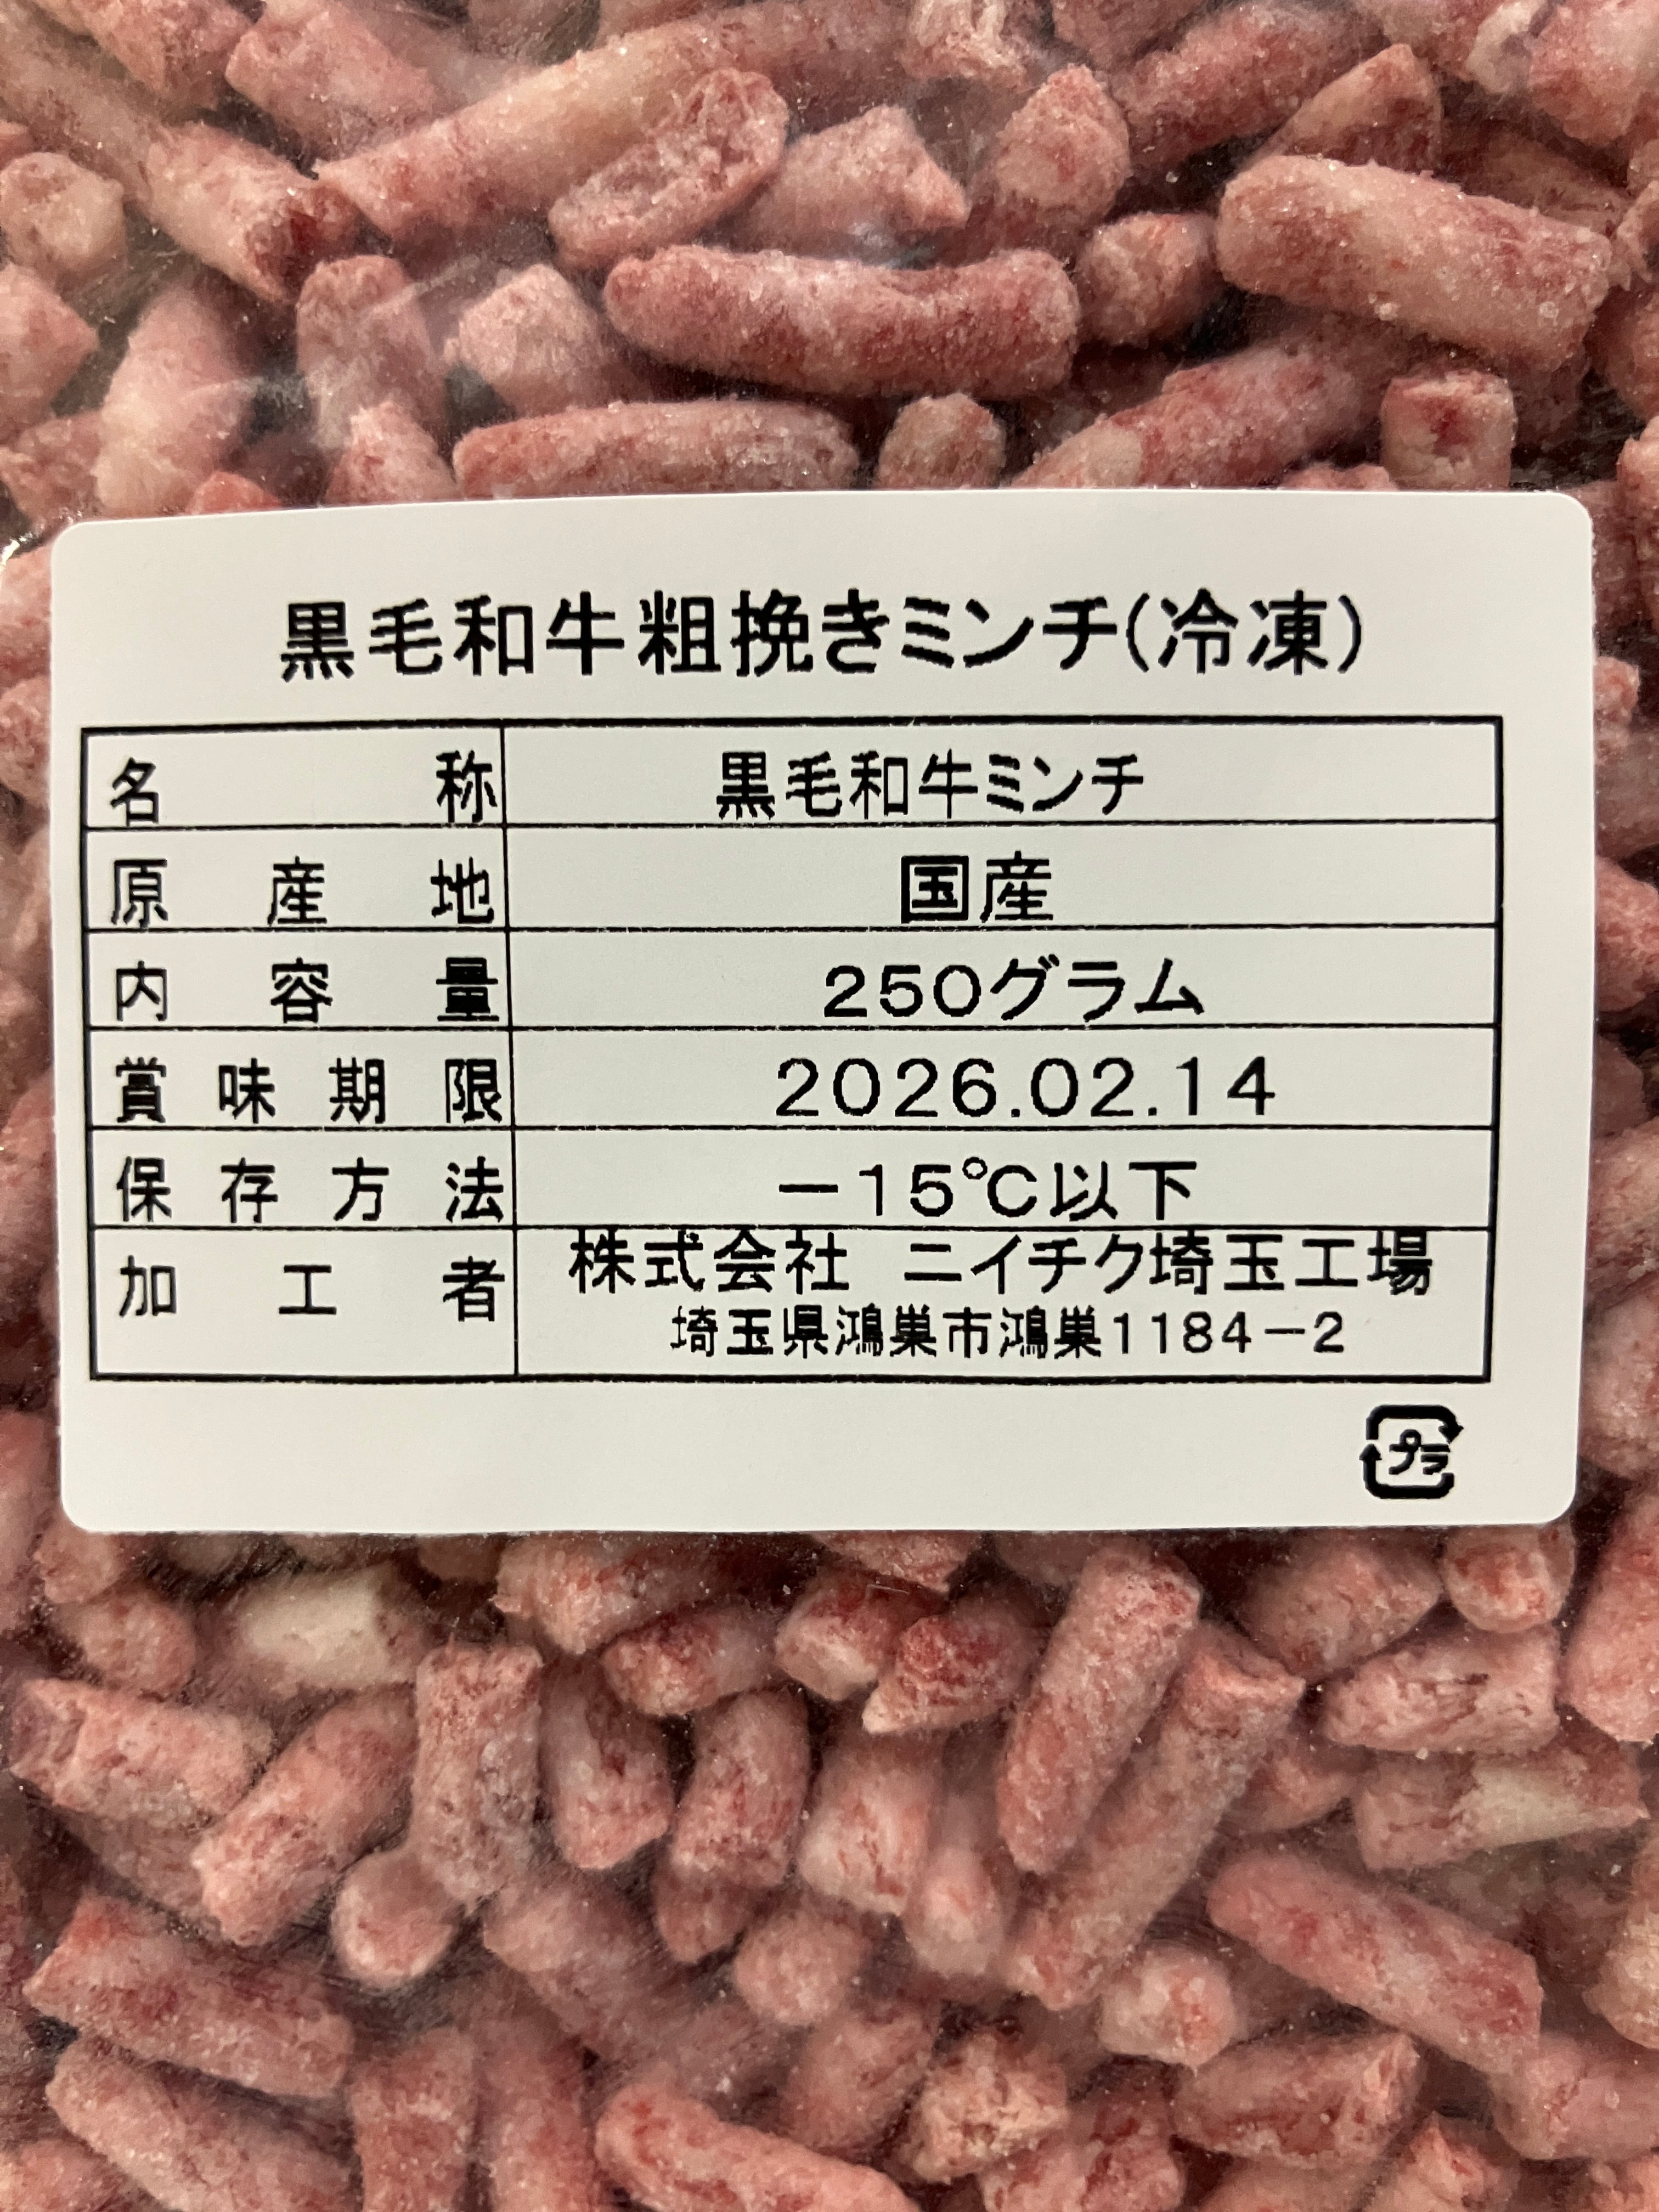 黒毛和牛粗挽きミンチ(冷凍)
名称 黒毛和牛ミンチ
原産地 国産
内容量 250グラム
賞味期限 2026.02.14
保存方法 −15℃以下
加工者 株式会社 ニイチク埼玉工場
埼玉県鴻巣市鴻巣1184−2
プラ